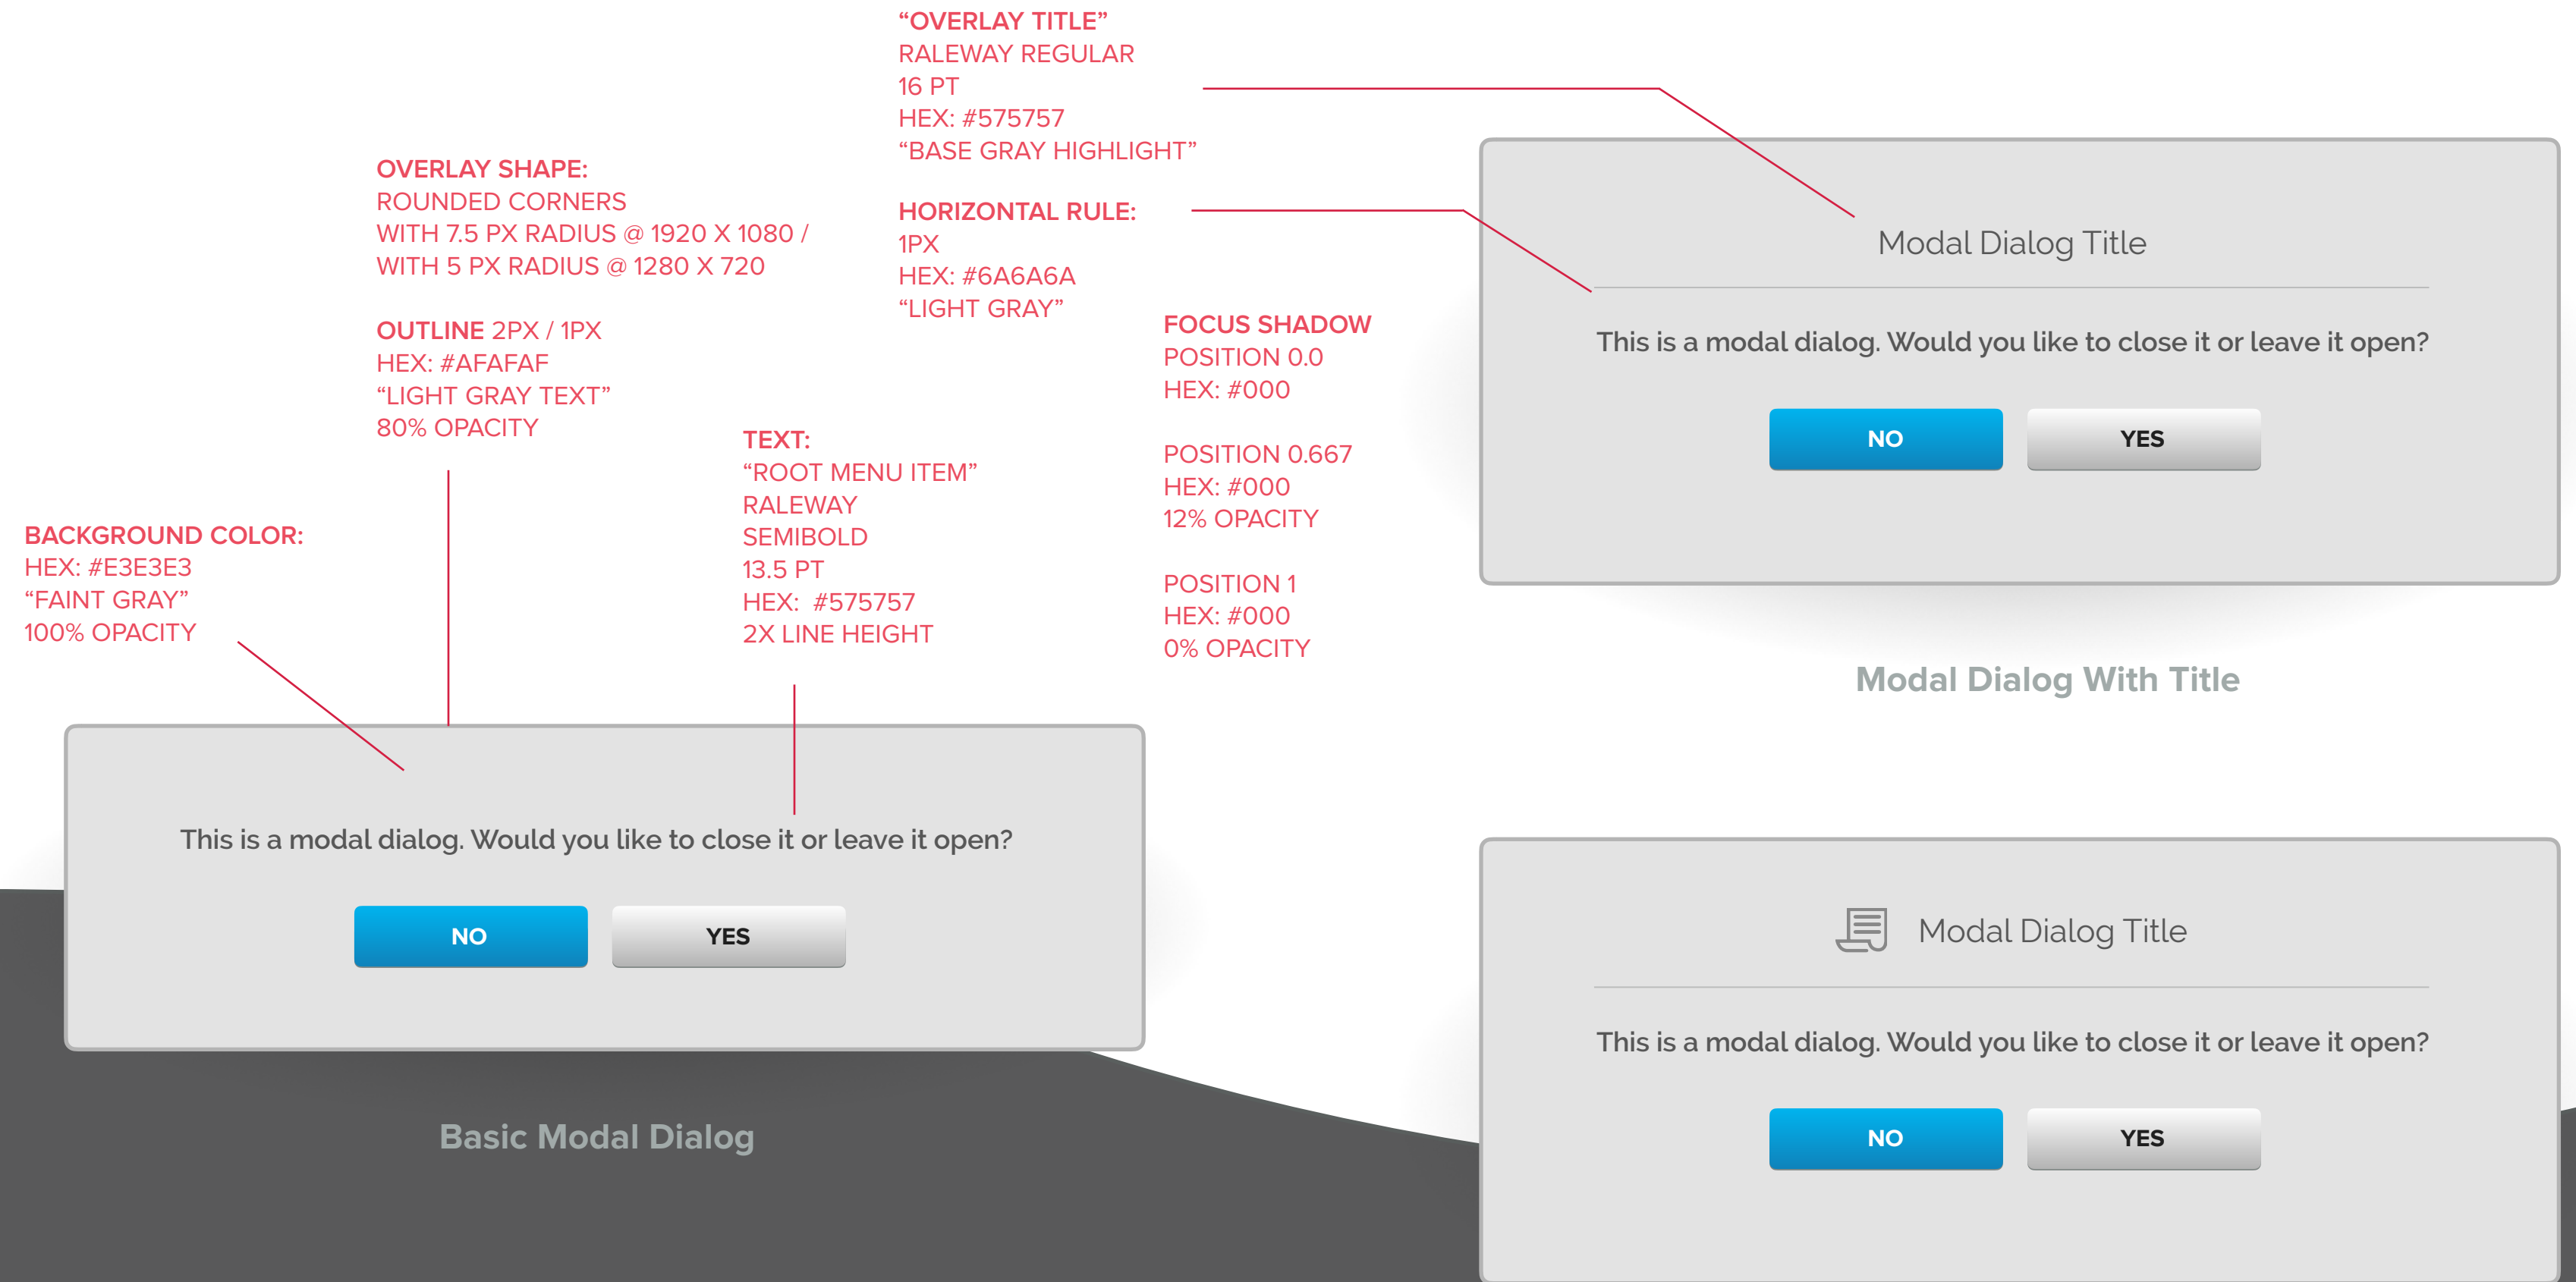 “OVERLAY TITLE”
RALEWAY REGULAR
16 PT
HEX: #575757
“BASE GRAY HIGHLIGHT”
HORIZONTAL RULE:
1PX
HEX: #6A6A6A
“LIGHT GRAY”
OVERLAY SHAPE:
ROUNDED CORNERS
WITH 7.5 PX RADIUS @ 1920 X 1080 /
WITH 5 PX RADIUS @ 1280 X 720
OUTLINE 2PX / 1PX
HEX: #AFAFAF
“LIGHT GRAY TEXT”
80% OPACITY
FOCUS SHADOW
POSITION 0.0
HEX: #000
POSITION 0.667
HEX: #000
12% OPACITY
POSITION 1
HEX: #000
0% OPACITY
TEXT:
“ROOT MENU ITEM”
RALEWAY
SEMIBOLD
13.5 PT
HEX:  #575757
2X LINE HEIGHT
BACKGROUND COLOR:
HEX: #E3E3E3
“FAINT GRAY”
100% OPACITY
Modal Dialog Title
This is a modal dialog. Would you like to close it or leave it open?
NO YES
Modal Dialog With Title
This is a modal dialog. Would you like to close it or leave it open?
NO YES
Basic Modal Dialog
Modal Dialog Title
This is a modal dialog. Would you like to close it or leave it open?
NO YES